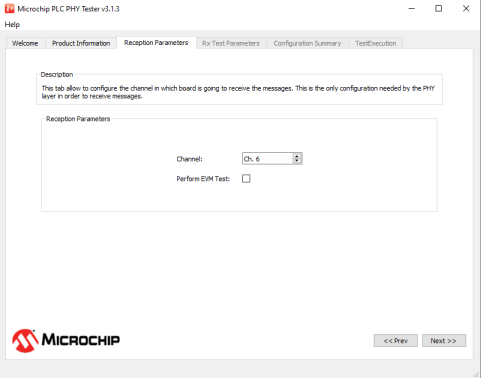 Microchip PLC PHY Tester v3.1.3
Help
Welcome
Product Information
Reception Parameters
Rx Test Parameters
Configuration Summary
TestExecution
Description
This tab allow to configure the channel in which board is going to receive the messages. This is the only configuration needed by the PHY
layer in order to receive messages.
Reception Parameters
Channel:
Ch. 6
Perform EVM Test:
MICROCHIP
<< Prev
Next >>